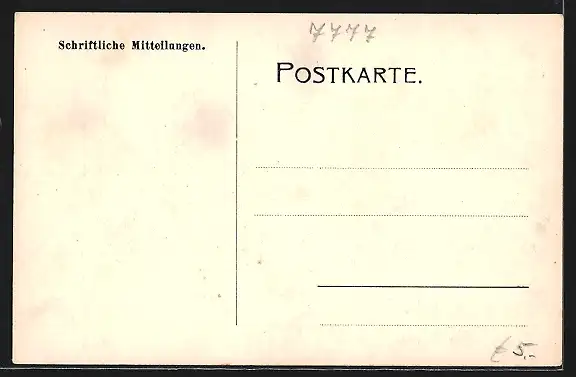 7777
Schriftliche Mitteilungen.
POSTKARTE.
€5,-